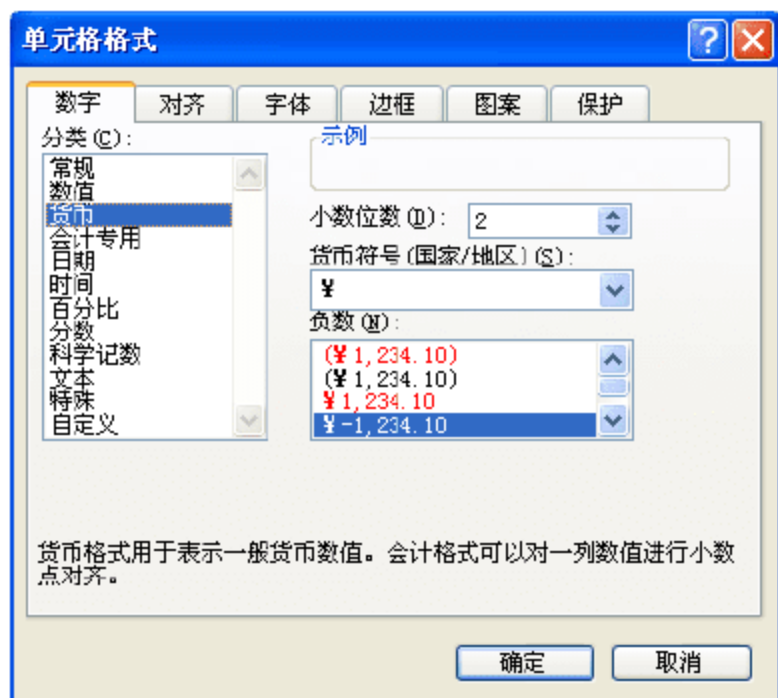 单元格格式
数字 对齐 字体 边框 图案 保护
分类(C):
常规
数值
货币
会计专用
日期
时间
百分比
分数
科学记数
文本
特殊
自定义
示例
小数位数(D): 2
货币符号(国家/地区)(S):
¥
负数(N):
(¥1,234.10)
(¥1,234.10)
¥1,234.10
¥-1,234.10
货币格式用于表示一般货币数值。会计格式可以对一列数值进行小数
点对齐。
确定 取消